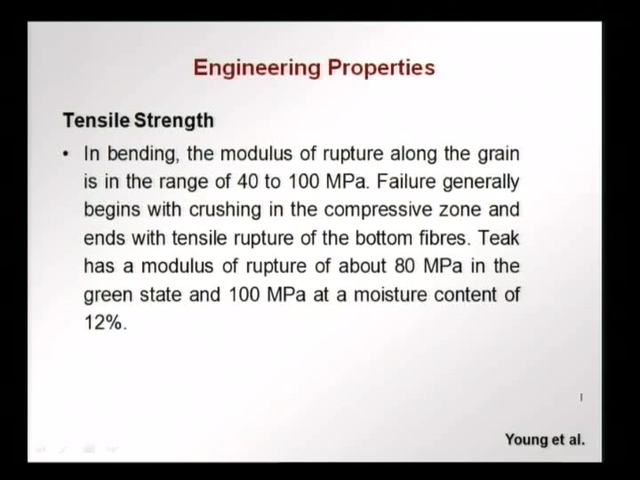 Engineering Properties
Tensile Strength
• In bending, the modulus of rupture along the grain
is in the range of 40 to 100 MPa. Failure generally
begins with crushing in the compressive zone and
ends with tensile rupture of the bottom fibres. Teak
has a modulus of rupture of about 80 MPa in the
green state and 100 MPa at a moisture content of
12%.
Young et al.